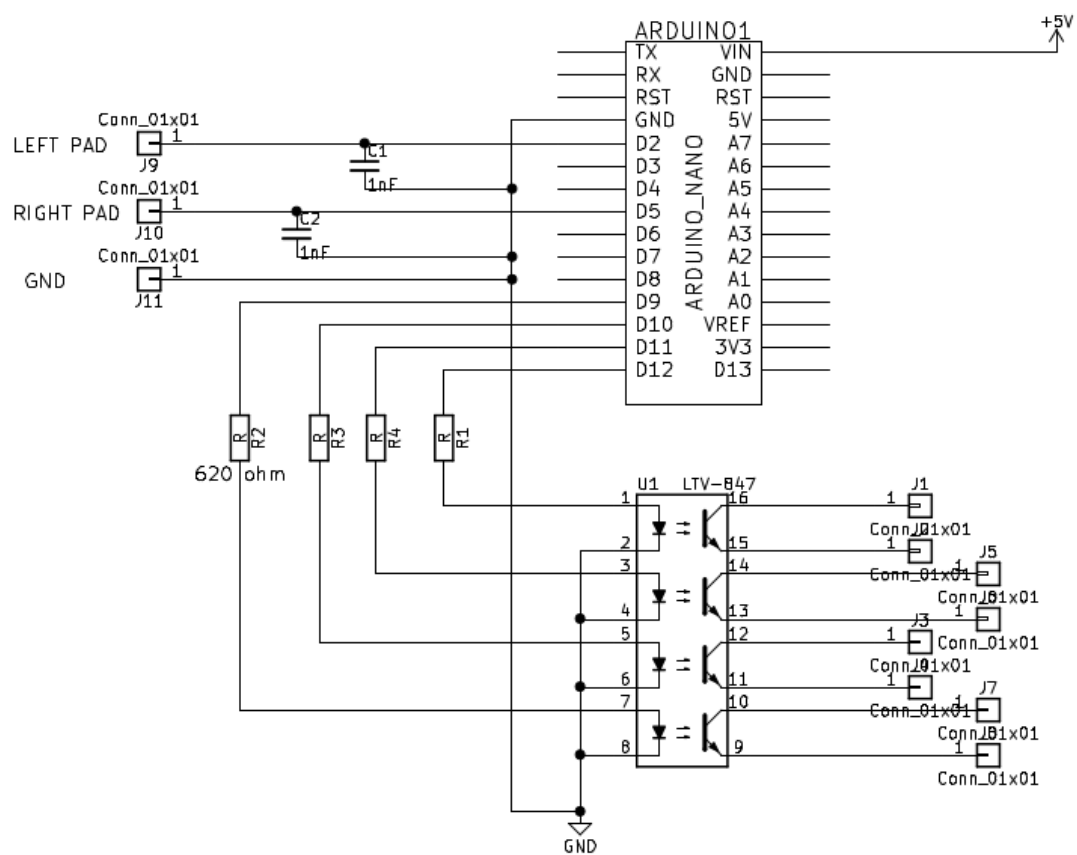 +5V
ARDUINO1
TX VIN
RX GND
RST RST
GND 5V
D2 A7
D3 A6
D4 A5
D5 A4
D6 A3
D7 A2
D8 A1
D9 A0
D10 VREF
D11 3V3
D12 D13
ARDUINO_NANO
Conn_01x01
LEFT PAD 1
J9
C1
1nF
Conn_01x01
RIGHT PAD 1
J10
C2
1nF
Conn_01x01
GND 1
J11
R R2
620 ohm
R R3
R R4
R R1
U1 LTV-847
1 16 1 J1
Conn_01x01
2 15 1
Conn_01x01
3 14 1 J5
Conn_01x01
4 13 1
Conn_01x01
5 12 1 J3
Conn_01x01
6 11 1
Conn_01x01
7 10 1 J7
Conn_01x01
8 9 1
Conn_01x01
GND